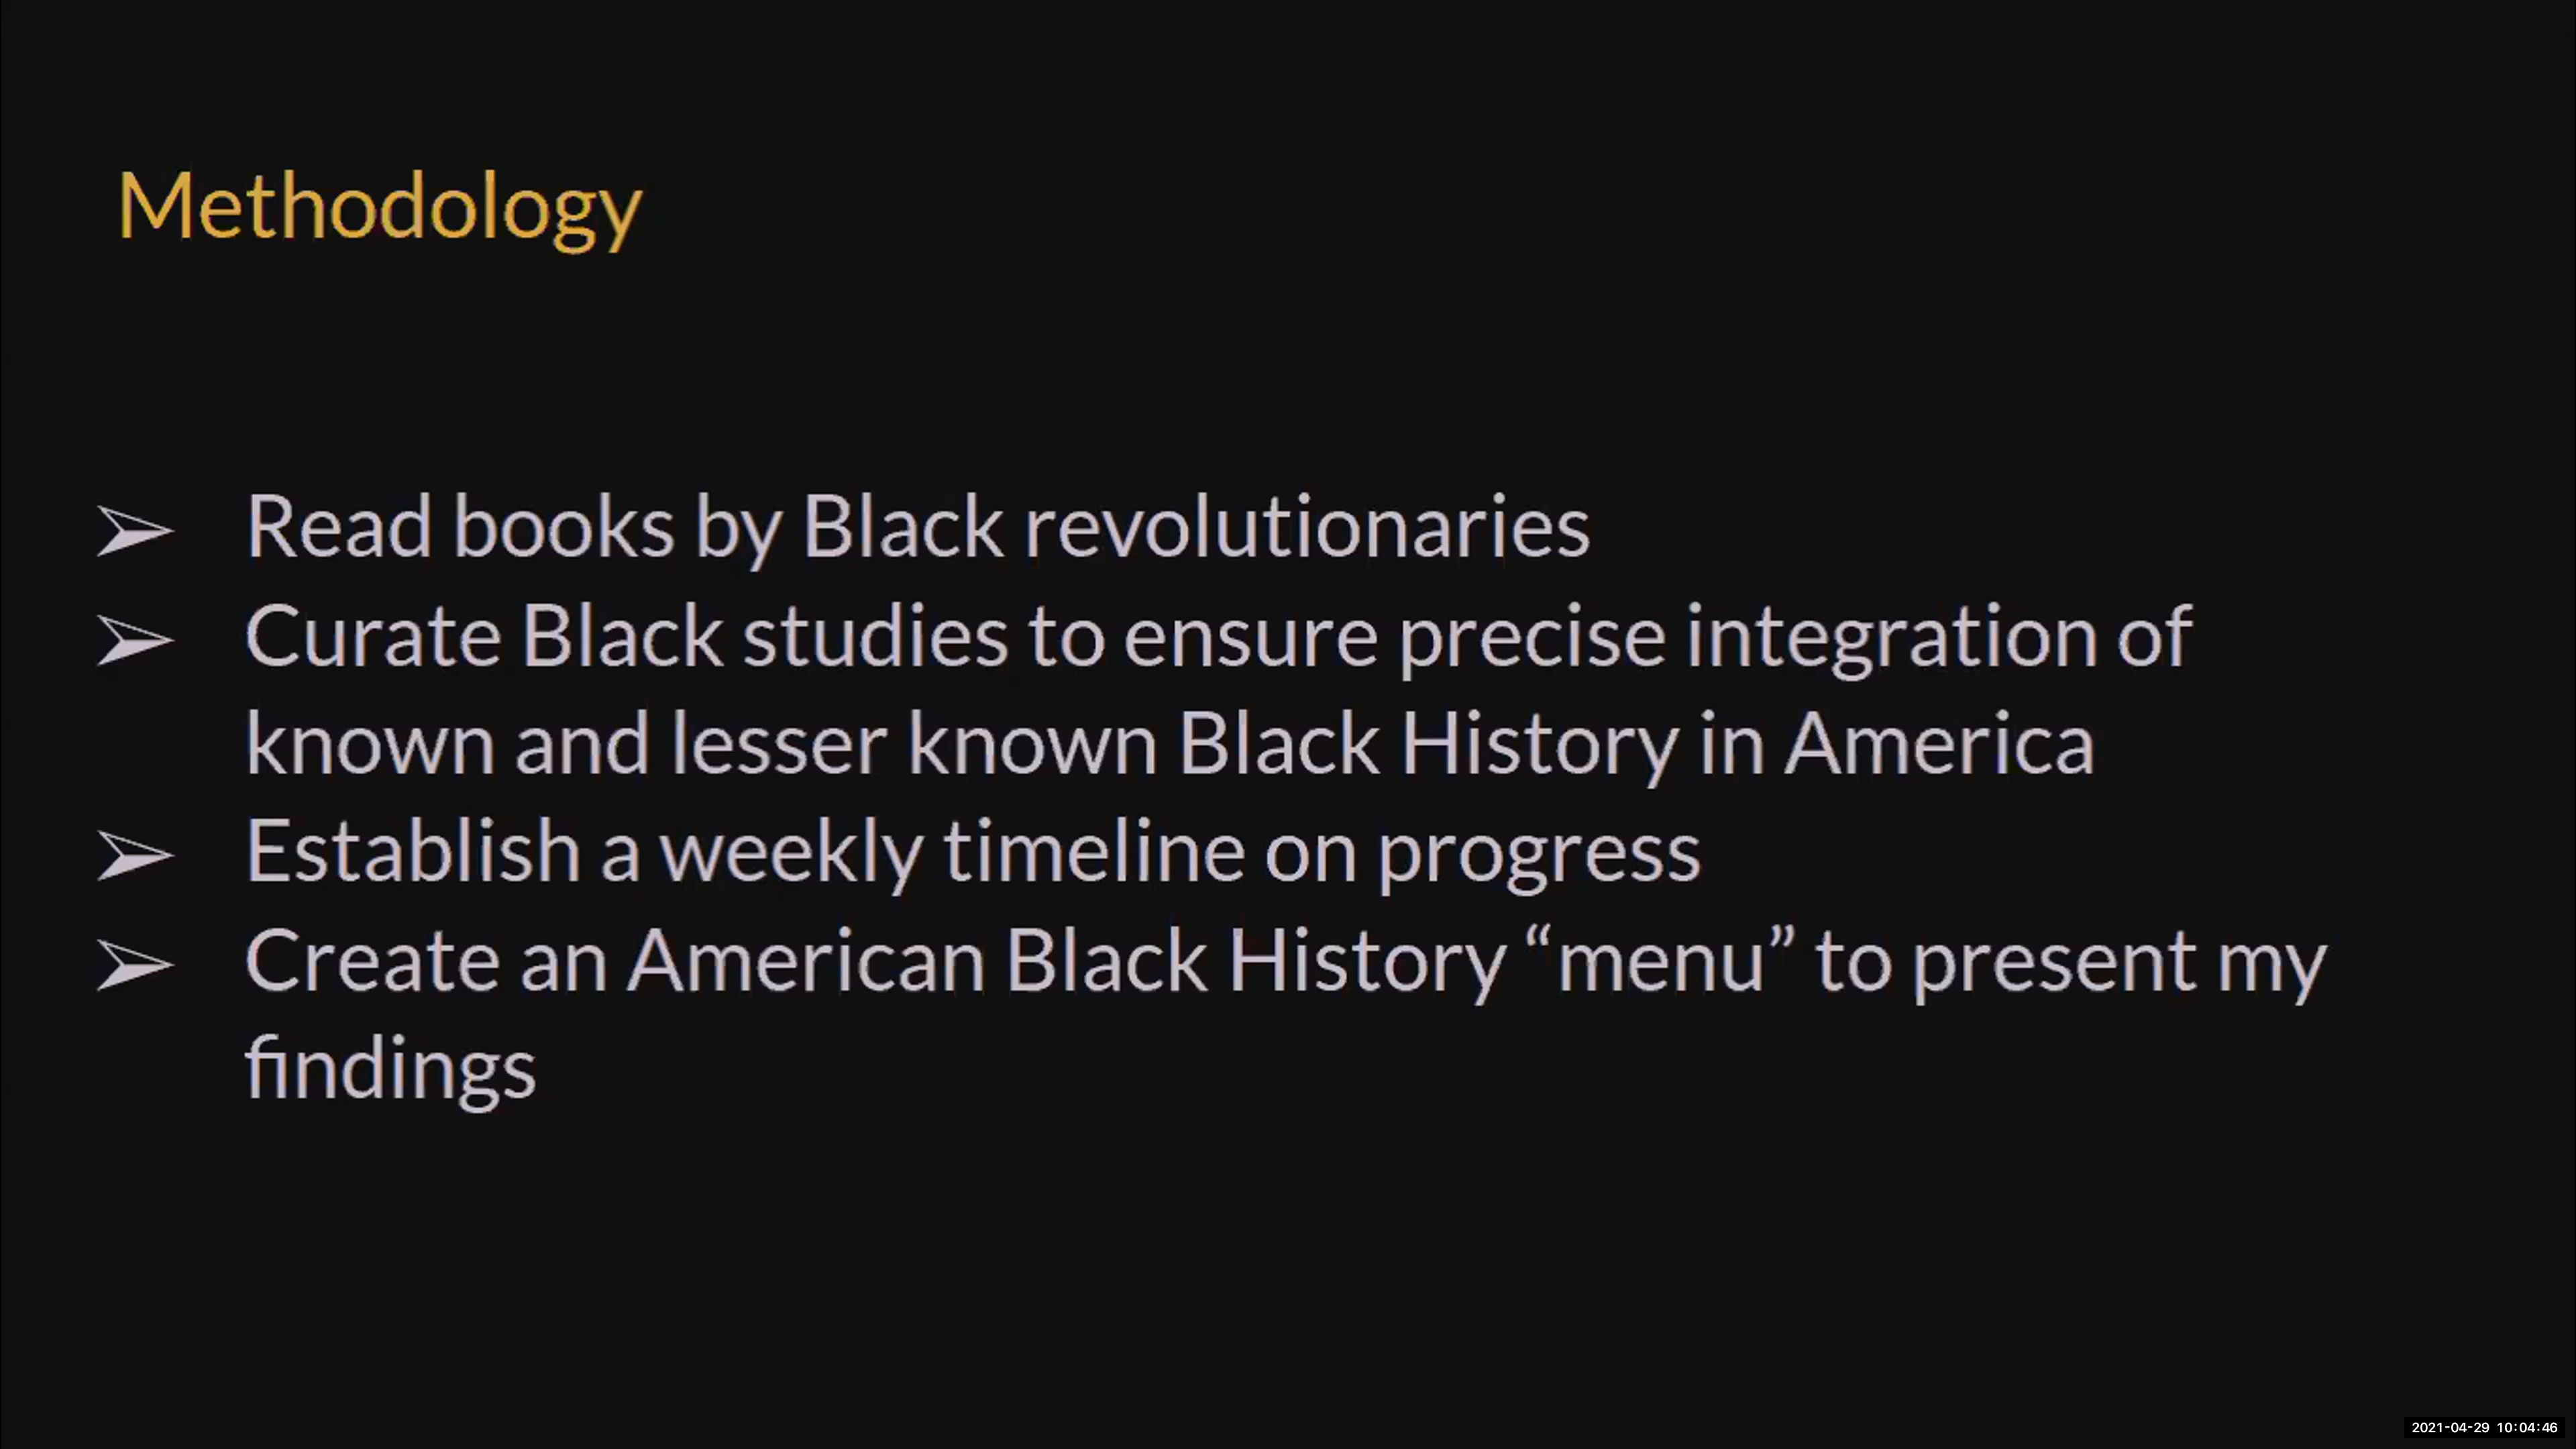 Methodology
➢ Read books by Black revolutionaries
➢ Curate Black studies to ensure precise integration of
known and lesser known Black History in America
➢ Establish a weekly timeline on progress
➢ Create an American Black History “menu” to present my
findings
2021-04-29 10:04:46